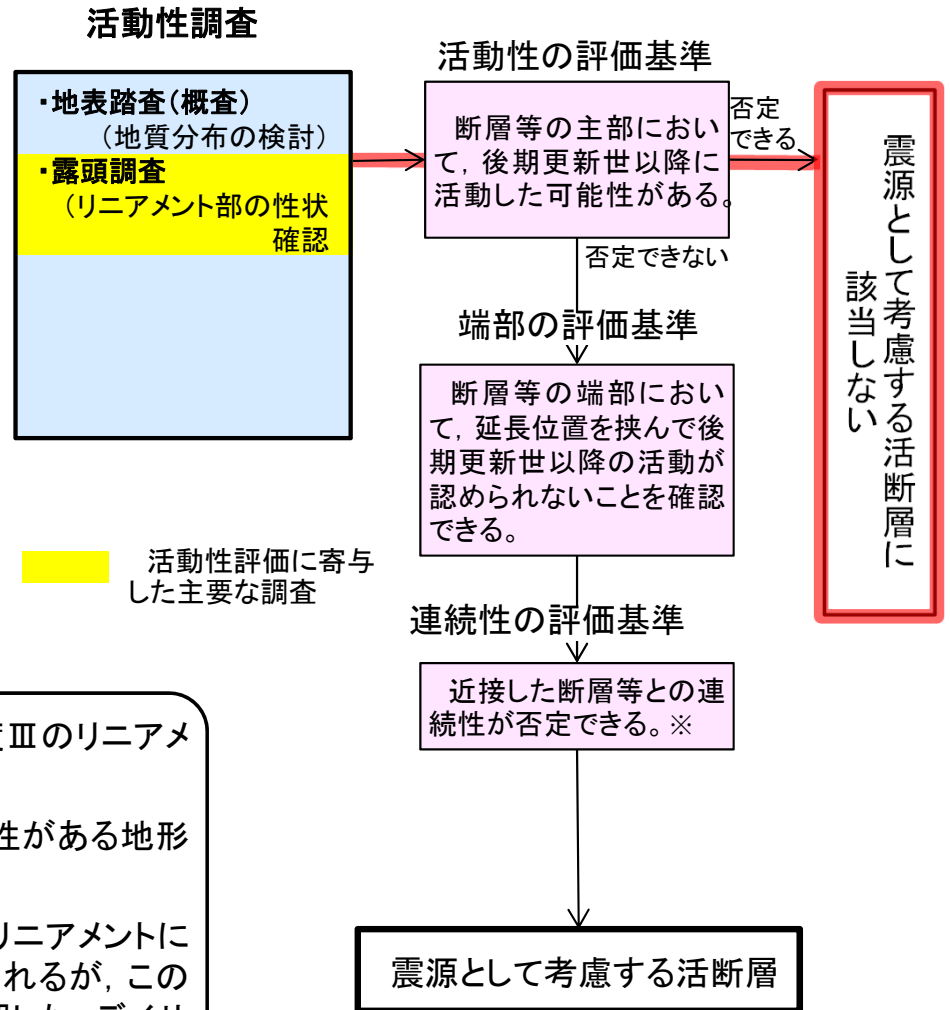 活動性調査
・地表踏査(概査)
(地質分布の検討)
・露頭調査
(リニアメント部の性状
確認
活動性評価に寄与
した主要な調査
活動性の評価基準
断層等の主部におい
て，後期更新世以降に
活動した可能性がある。
否定
できる
否定できない
端部の評価基準
断層等の端部におい
て，延長位置を挟んで後
期更新世以降の活動が
認められないことを確認
できる。
連続性の評価基準
近接した断層等との連
続性が否定できる。※
震源として考慮する活断層
震源として考慮する活断層に
該当しない
Ⅲのリニアメ
性がある地形
リニアメントに
れるが，この